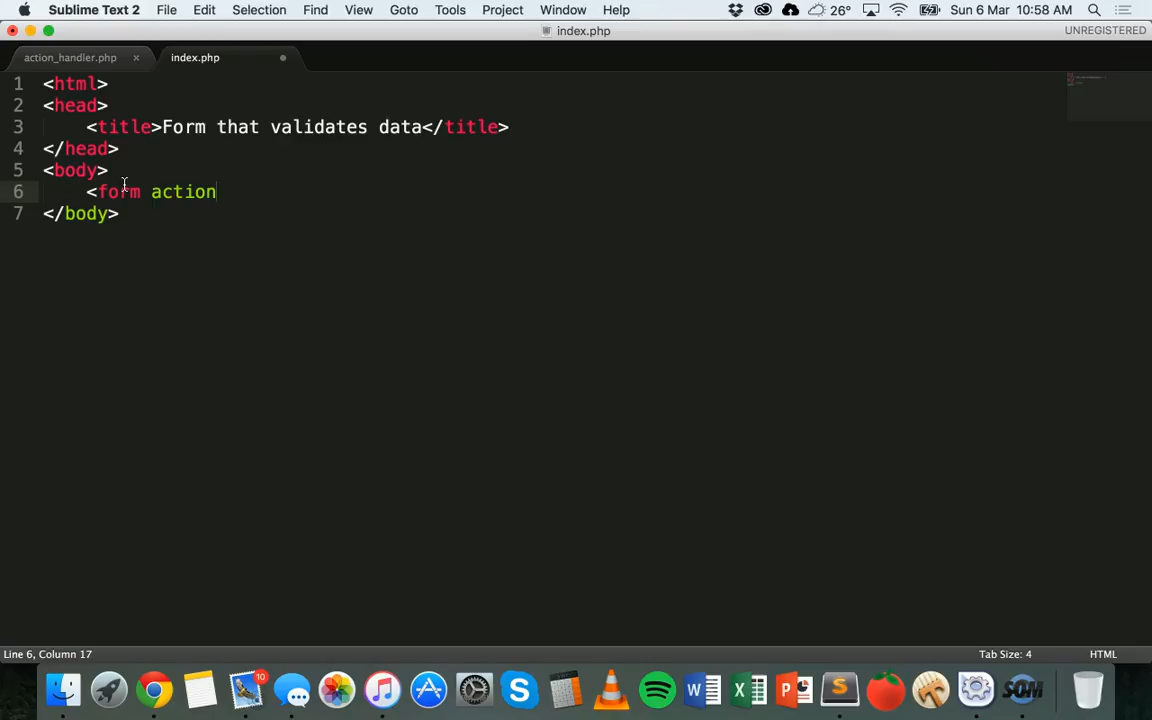 Sublime Text 2 File Edit Selection Find View Goto Tools Project Window Help 26° Sun 6 Mar 10:58 AM
index.php UNREGISTERED
action_handler.php × index.php
1 <html>
2 <head>
3 <title>Form that validates data</title>
4 </head>
5 <body>
6 <form action
7 </body>
Line 6, Column 17 Tab Size: 4 HTML
10
S W X P S SOM